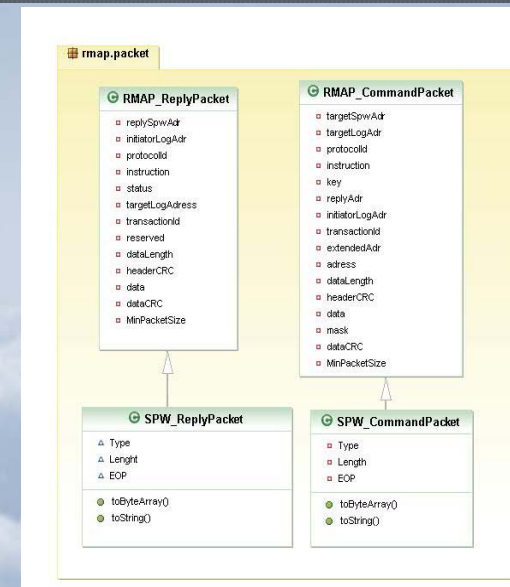 rmap.packet
RMAP_ReplyPacket
replySpwAdr
initiatorLogAdr
protocolId
instruction
status
targetLogAdress
transactionId
reserved
dataLength
headerCRC
data
dataCRC
MinPacketSize
RMAP_CommandPacket
targetSpwAdr
targetLogAdr
protocolId
instruction
key
replyAdr
initiatorLogAdr
transactionId
extendedAdr
adress
dataLength
headerCRC
data
mask
dataCRC
MinPacketSize
SPW_ReplyPacket
Type
Lenght
EOP
toByteArray()
toString()
SPW_CommandPacket
Type
Length
EOP
toByteArray()
toString()